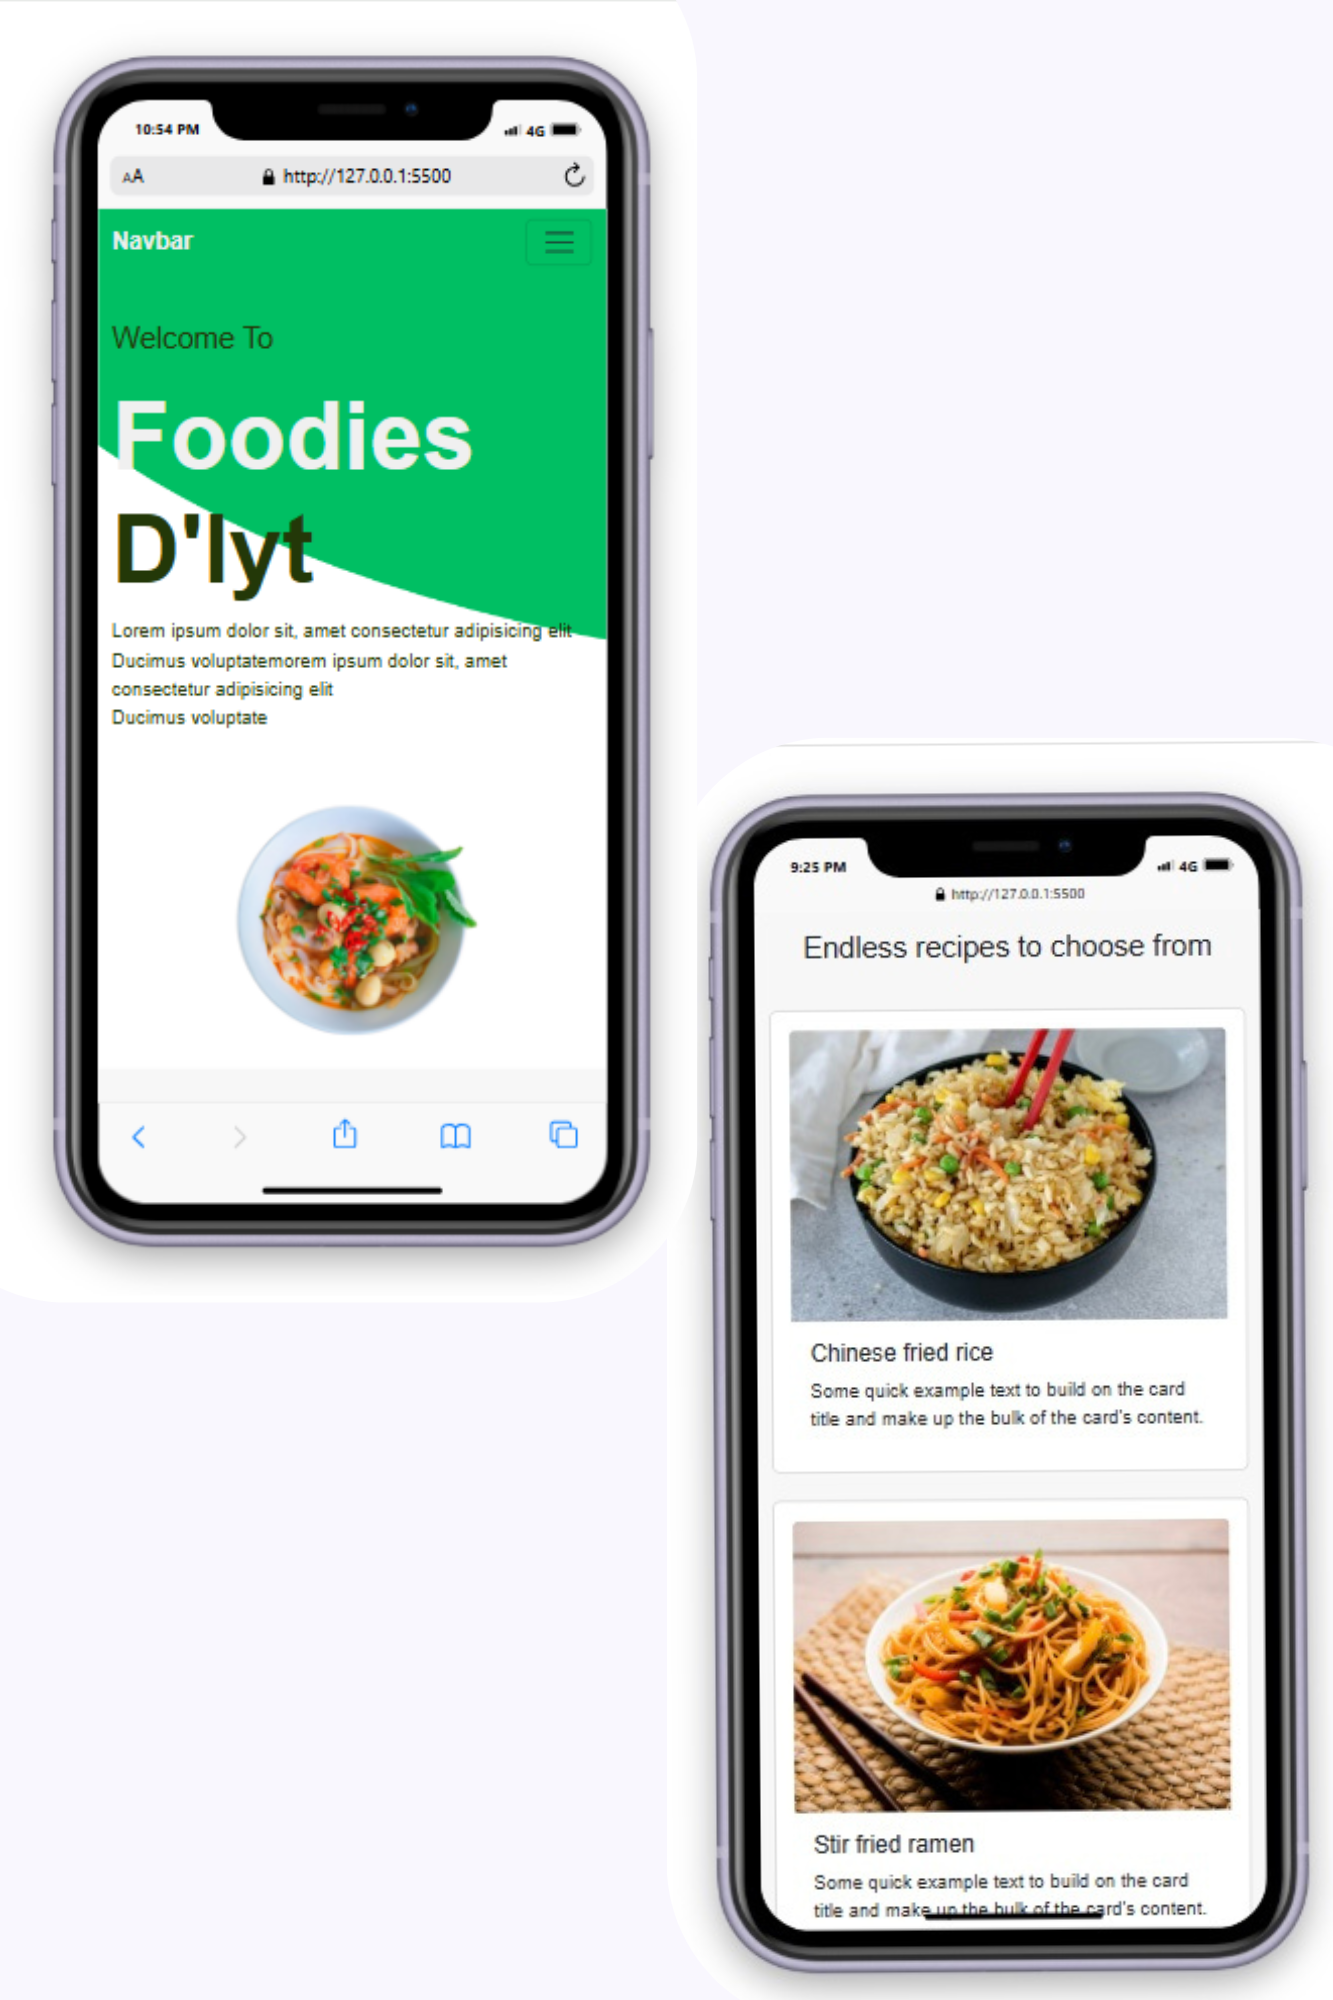 10:54 PM
4G
AA
http://127.0.0.1:5500
Navbar
Welcome To
Foodies
D'lyt
Lorem ipsum dolor sit, amet consectetur adipisicing elit
Ducimus voluptatemorem ipsum dolor sit, amet
consectetur adipisicing elit
Ducimus voluptate
9:25 PM
4G
http://127.0.0.1:5500
Endless recipes to choose from
Chinese fried rice
Some quick example text to build on the card
title and make up the bulk of the card's content.
Stir fried ramen
Some quick example text to build on the card
title and make up the bulk of the card's content.